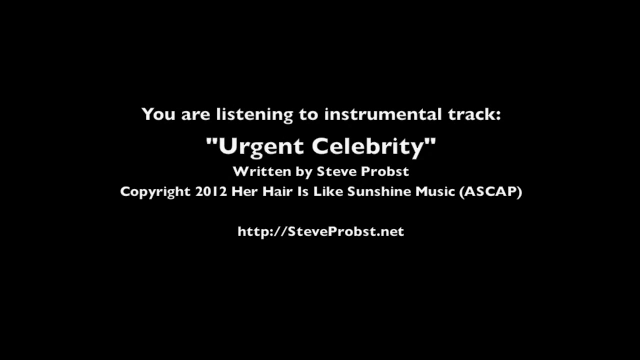 You are listening to instrumental track:
"Urgent Celebrity"
Written by Steve Probst
Copyright 2012 Her Hair Is Like Sunshine Music (ASCAP)
http://SteveProbst.net